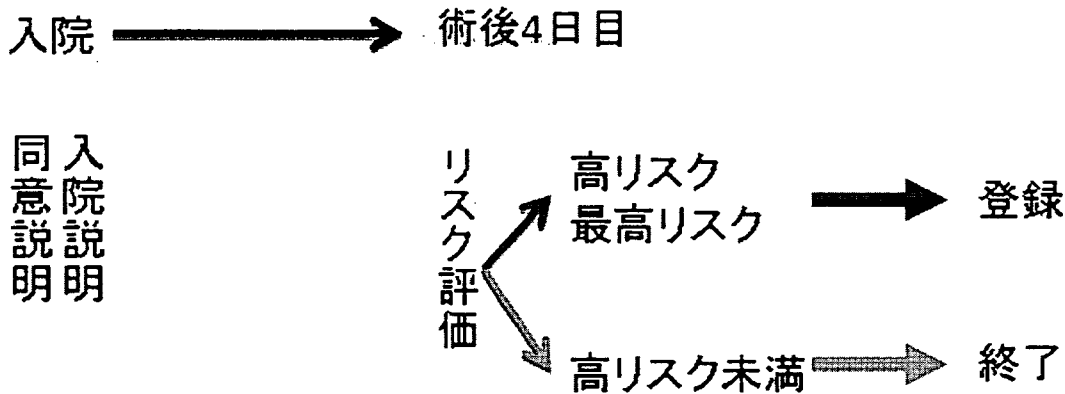 入院
術後4日目
入院説明
同意説明
リスク評価
高リスク
最高リスク
登録
高リスク未満
終了